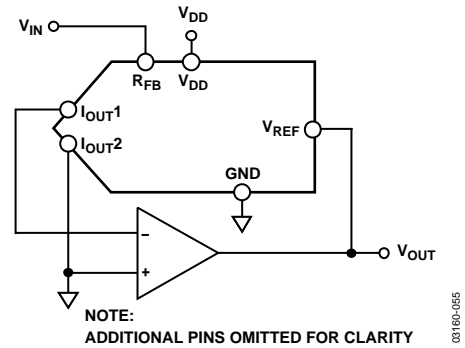 VDD
VIN
RFB VDD
IOUT1
VREF
IOUT2
GND
–
VOUT
+
NOTE:
ADDITIONAL PINS OMITTED FOR CLARITY
03160-055